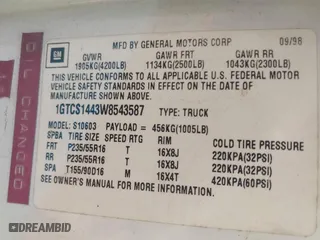 GM
MFD BY GENERAL MOTORS CORP 09/98
GVWR GAWR FRT GAWR RR
1905KG(4200LB) 1134KG(2500LB) 1043KG(2300LB)
THIS VEHICLE CONFORMS TO ALL APPLICABLE U.S. FEDERAL MOTOR
VEHICLE SAFETY STANDARDS IN EFFECT ON THE DATE OF
MANUFACTURE SHOWN ABOVE.
1GTCS1443W8543587 TYPE: TRUCK
MODEL: S10603 PAYLOAD = 456KG(1005LB)
SPBA TIRE SIZE SPEED RTG RIM COLD TIRE PRESSURE
FRT P235/55R16 T 16X8J 220KPA(32PSI)
RR P235/55R16 T 16X8J 220KPA(32PSI)
SPA T155/90D16 M 16X4T 420KPA(60PSI)
SEE OWNER'S MANUAL FOR MORE INFORMATION.
OIL CHANGED
© DREAMBID
DREAMBID